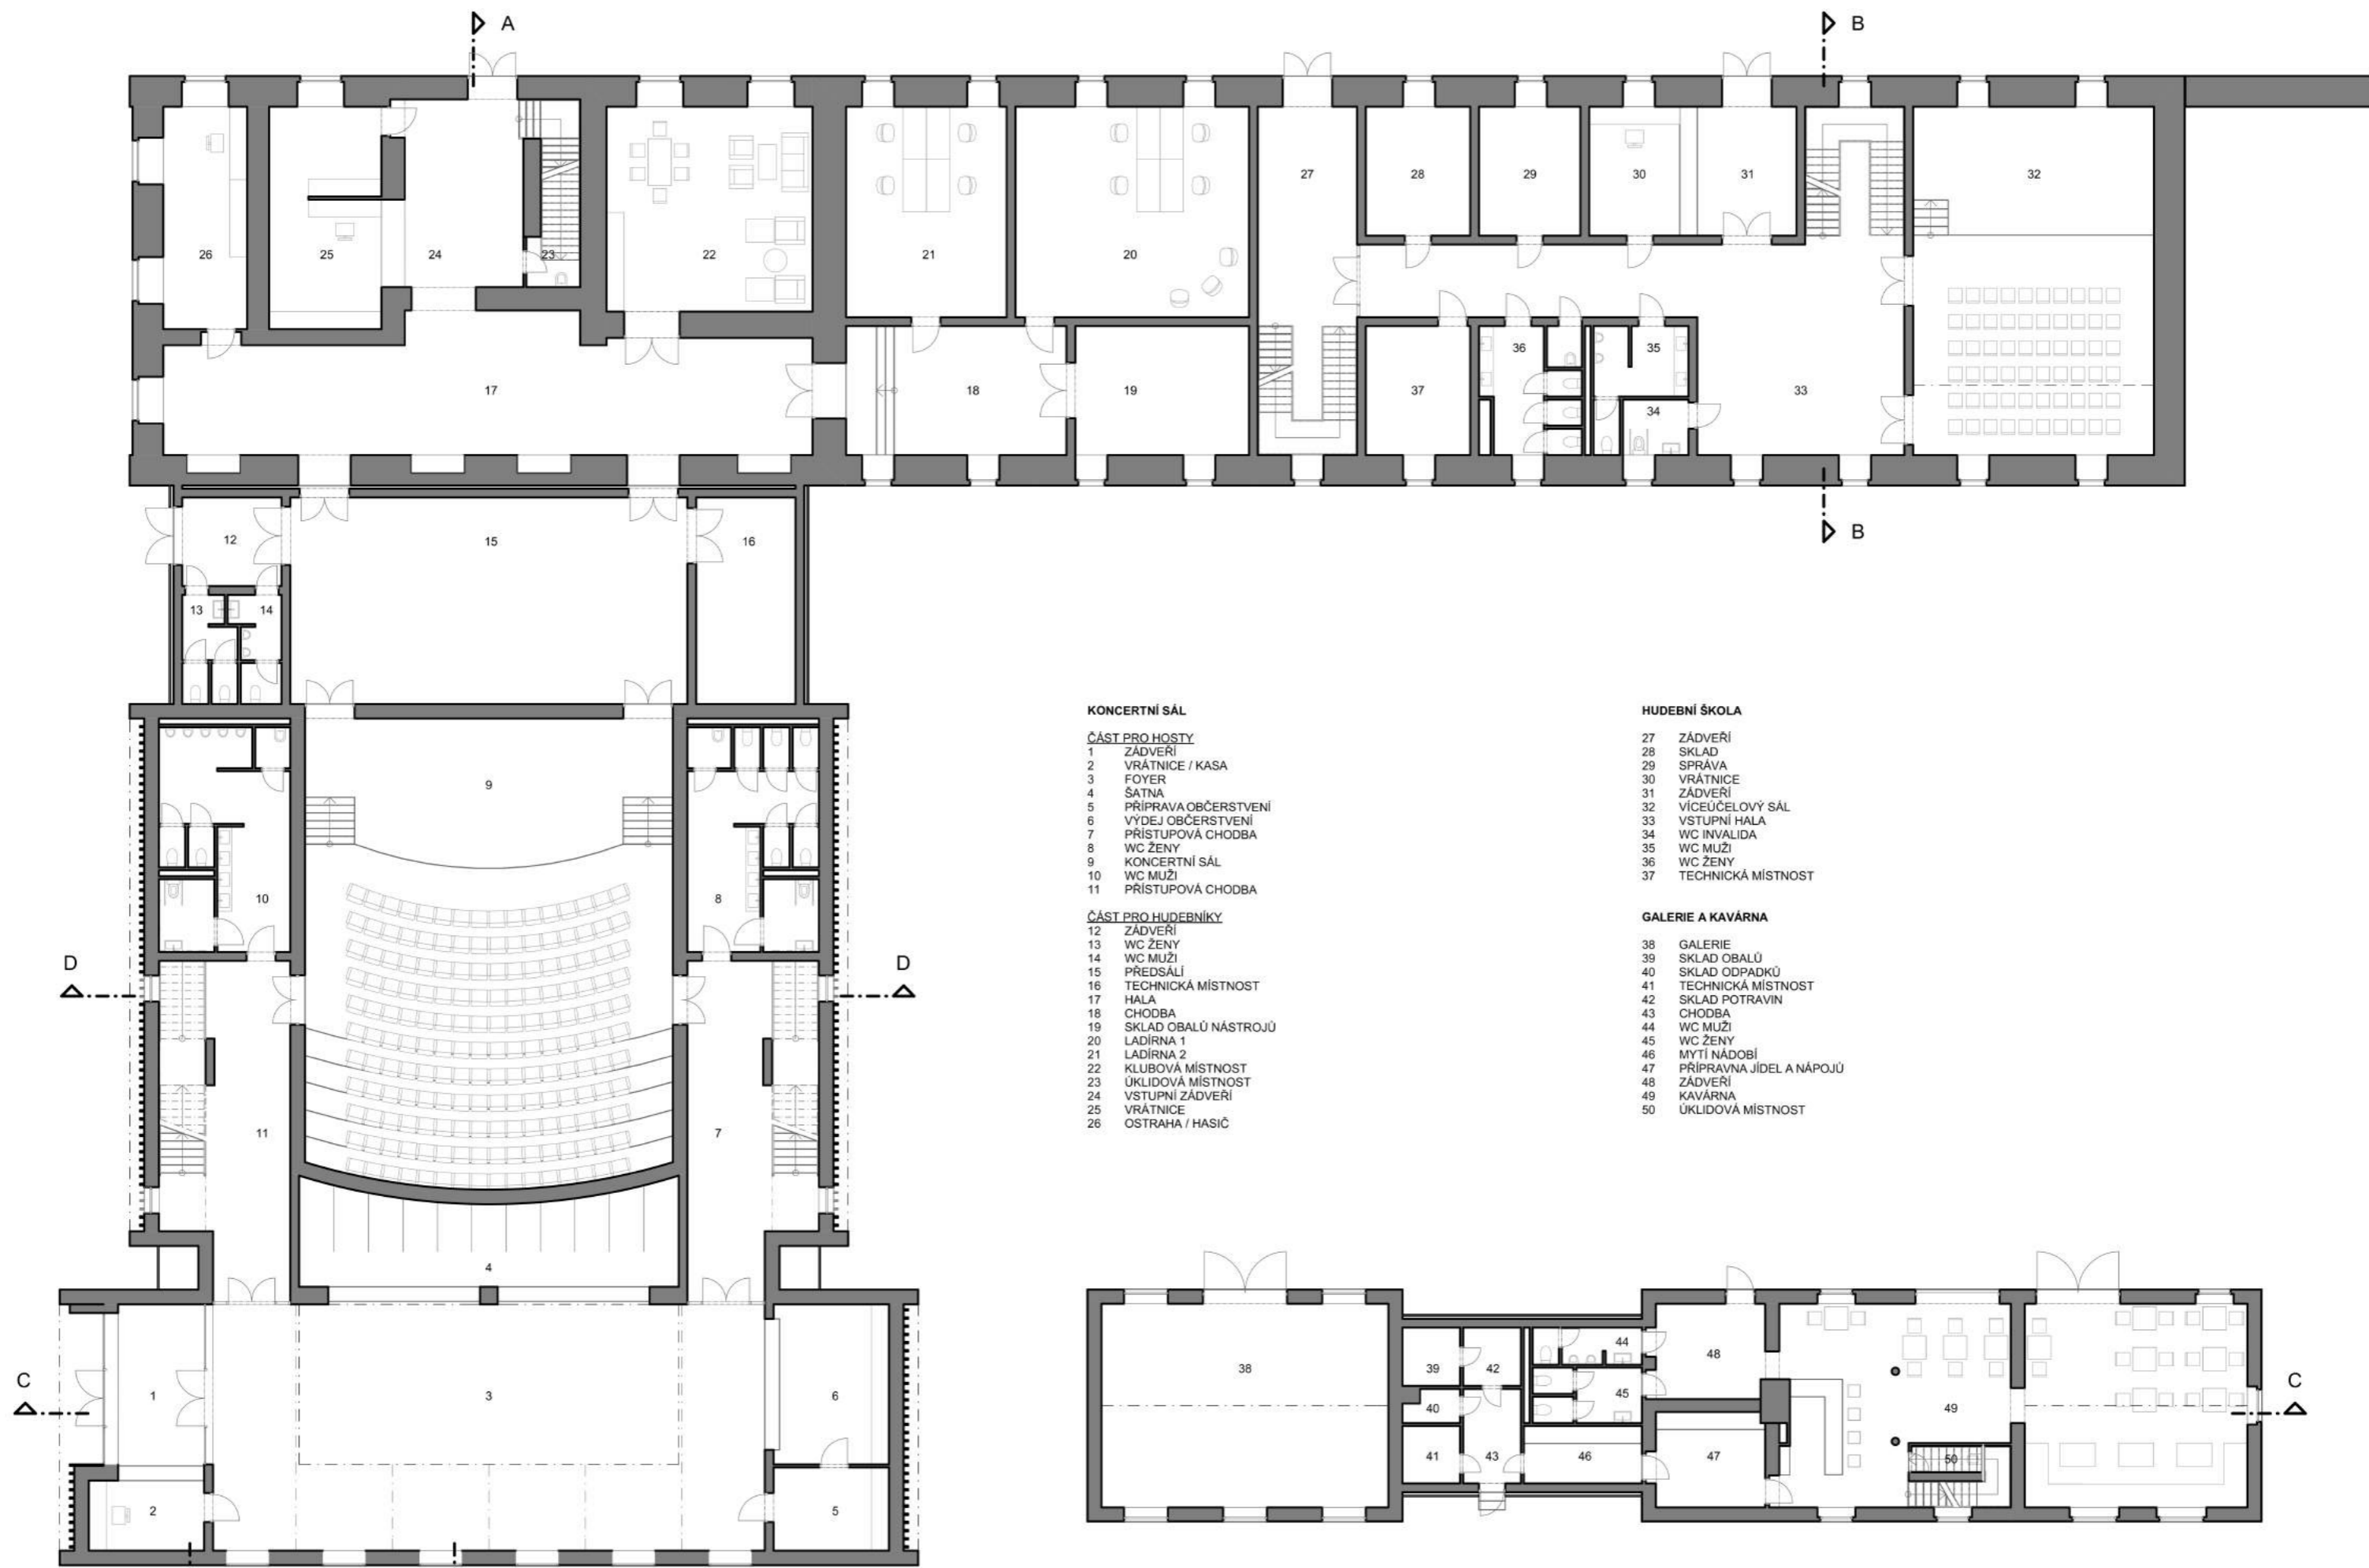 A
B
26
25
24
23
22
21
20
27
28
29
30
31
32
17
18
19
37
36
35
34
33
B
12
15
16
13
14
9
10
8
D
D
11
7
4
C
1
3
6
2
5
KONCERTNÍ SÁL
ČÁST PRO HOSTY
1 ZÁDVEŘÍ
2 VRÁTNICE / KASA
3 FOYER
4 ŠATNA
5 PŘÍPRAVA OBČERSTVENÍ
6 VÝDEJ OBČERSTVENÍ
7 PŘÍSTUPOVÁ CHODBA
8 WC ŽENY
9 KONCERTNÍ SÁL
10 WC MUŽI
11 PŘÍSTUPOVÁ CHODBA
ČÁST PRO HUDEBNÍKY
12 ZÁDVEŘÍ
13 WC ŽENY
14 WC MUŽI
15 PŘEDSÁLÍ
16 TECHNICKÁ MÍSTNOST
17 HALA
18 CHODBA
19 SKLAD OBALŮ NÁSTROJŮ
20 LADÍRNA 1
21 LADÍRNA 2
22 KLUBOVÁ MÍSTNOST
23 ÚKLIDOVÁ MÍSTNOST
24 VSTUPNÍ ZÁDVEŘÍ
25 VRÁTNICE
26 OSTRAHA / HASIČ
HUDEBNÍ ŠKOLA
27 ZÁDVEŘÍ
28 SKLAD
29 SPRÁVA
30 VRÁTNICE
31 ZÁDVEŘÍ
32 VÍCEÚČELOVÝ SÁL
33 VSTUPNÍ HALA
34 WC INVALIDA
35 WC MUŽI
36 WC ŽENY
37 TECHNICKÁ MÍSTNOST
GALERIE A KAVÁRNA
38 GALERIE
39 SKLAD OBALŮ
40 SKLAD ODPADKŮ
41 TECHNICKÁ MÍSTNOST
42 SKLAD POTRAVIN
43 CHODBA
44 WC MUŽI
45 WC ŽENY
46 MYTÍ NÁDOBÍ
47 PŘÍPRAVNA JÍDEL A NÁPOJŮ
48 ZÁDVEŘÍ
49 KAVÁRNA
50 ÚKLIDOVÁ MÍSTNOST
38
39
42
44
48
40
45
49
C
41
43
46
47
50